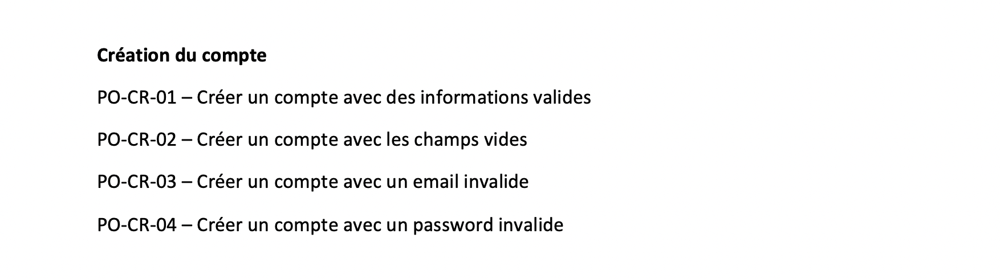 Création du compte
PO-CR-01 – Créer un compte avec des informations valides
PO-CR-02 – Créer un compte avec les champs vides
PO-CR-03 – Créer un compte avec un email invalide
PO-CR-04 – Créer un compte avec un password invalide